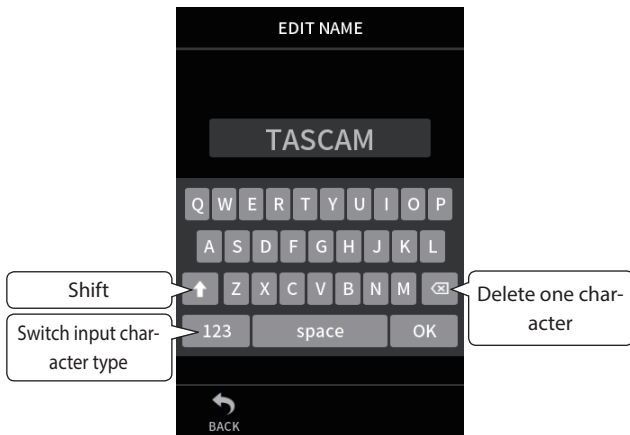 EDIT NAME
TASCAM
Q W E R T Y U I O P
A S D F G H J K L
Shift
Z X C V B N M
Delete one char-
acter
Switch input char-
acter type
123 space OK
BACK